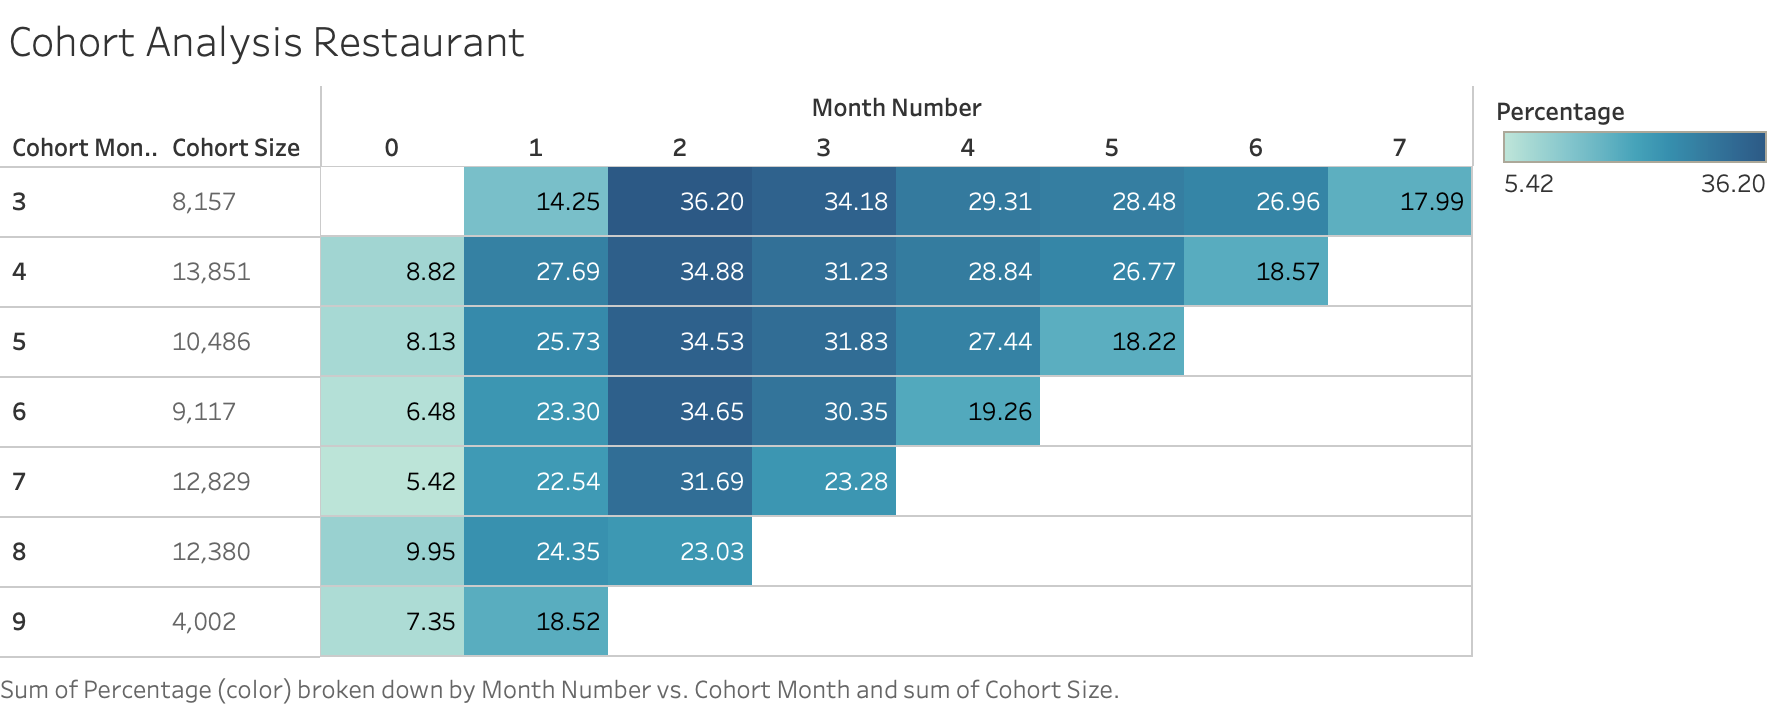 Cohort Analysis Restaurant
Month Number
Cohort Mon.. Cohort Size 0 1 2 3 4 5 6 7
3 8,157 14.25 36.20 34.18 29.31 28.48 26.96 17.99
4 13,851 8.82 27.69 34.88 31.23 28.84 26.77 18.57
5 10,486 8.13 25.73 34.53 31.83 27.44 18.22
6 9,117 6.48 23.30 34.65 30.35 19.26
7 12,829 5.42 22.54 31.69 23.28
8 12,380 9.95 24.35 23.03
9 4,002 7.35 18.52
Percentage
5.42 36.20
Sum of Percentage (color) broken down by Month Number vs. Cohort Month and sum of Cohort Size.